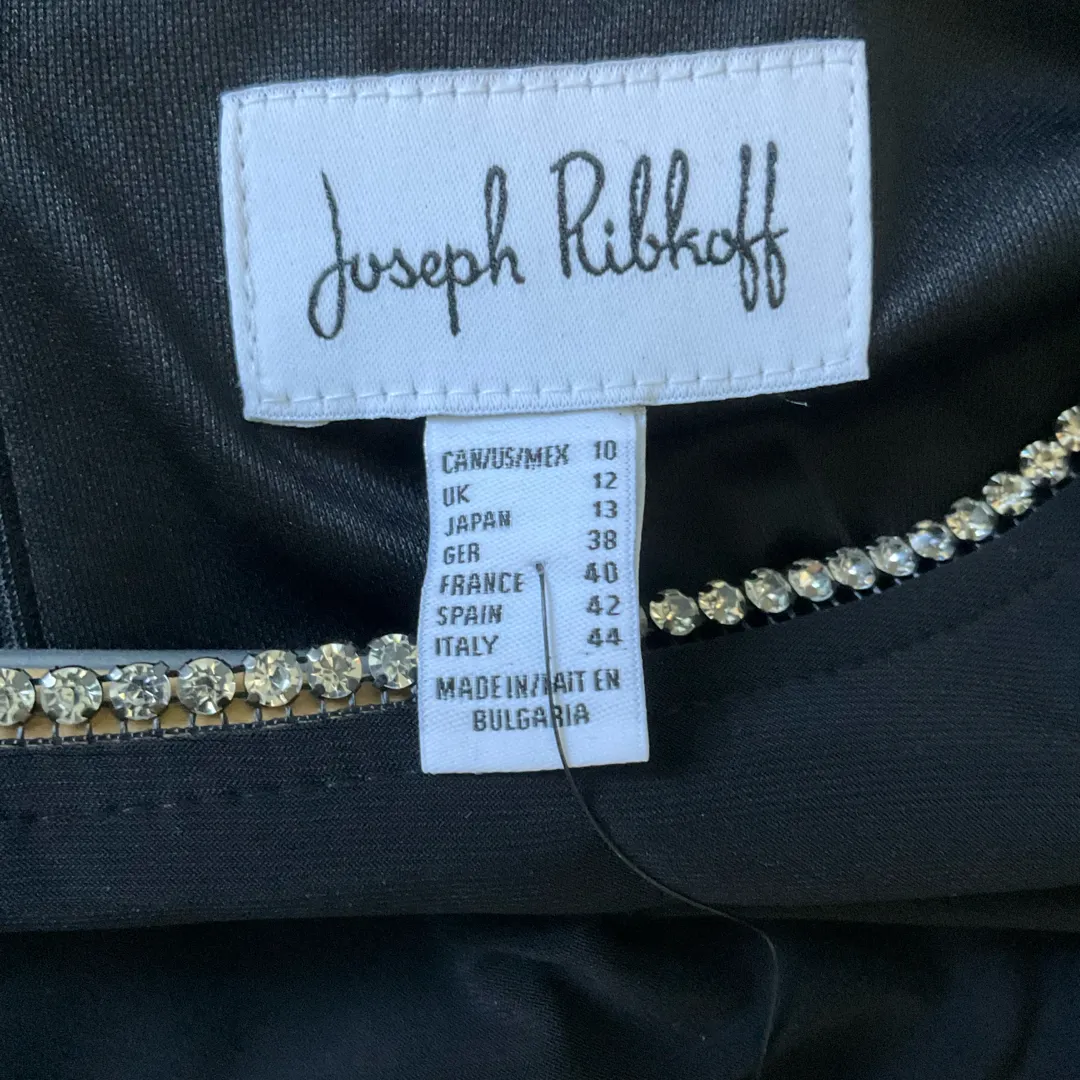 Joseph Ribkoff
CAN/US/MEX 10
UK 12
JAPAN 13
GER 38
FRANCE 40
SPAIN 42
ITALY 44
MADE IN/FAIT EN
BULGARIA